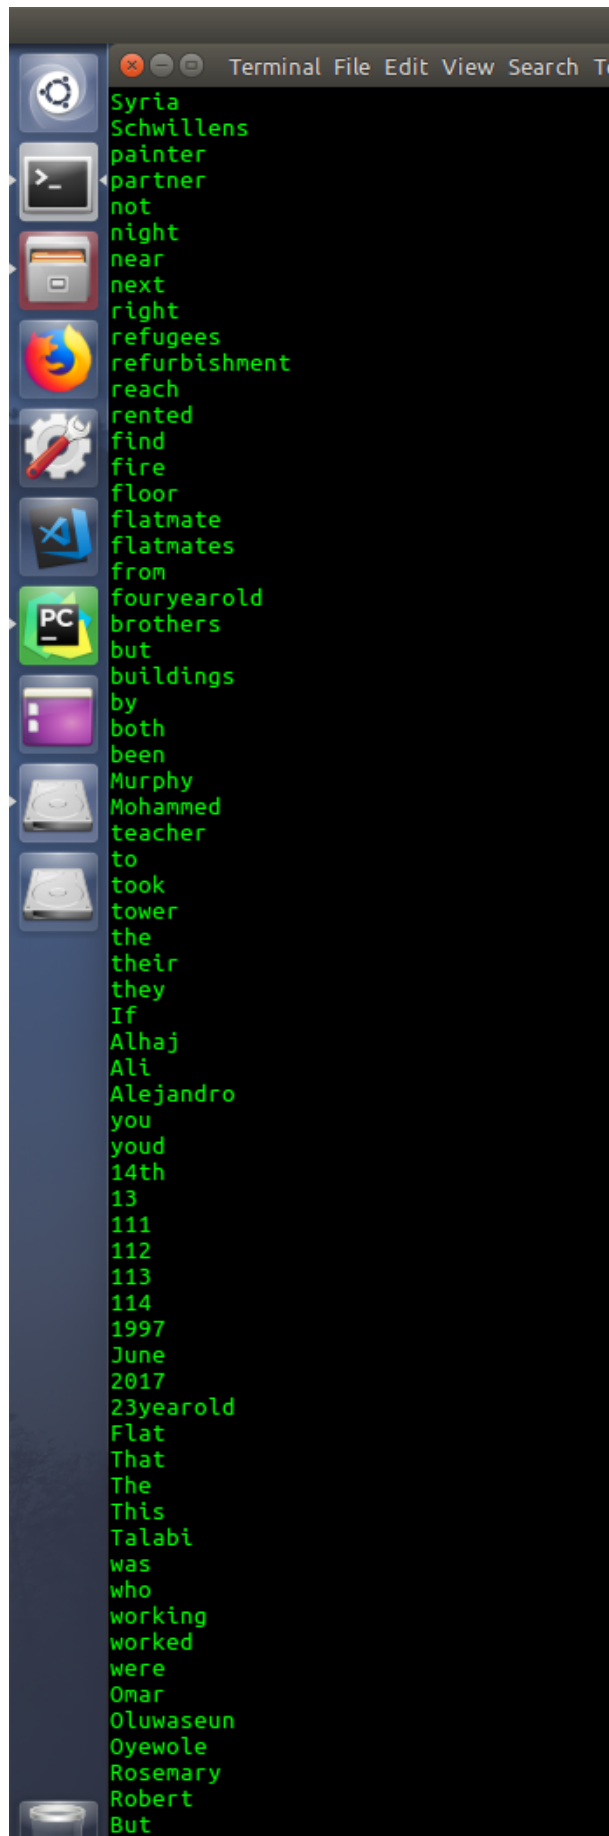 Terminal File Edit View Search
Syria
Schwillens
painter
partner
not
night
near
next
right
refugees
refurbishment
reach
rented
find
fire
floor
flatmate
flatmates
from
fouryearold
brothers
but
buildings
by
both
been
Murphy
Mohammed
teacher
to
took
tower
the
their
they
If
Alhaj
Ali
Alejandro
you
youd
14th
13
111
112
113
114
1997
June
2017
23yearold
Flat
That
The
This
Talabi
was
who
working
worked
were
Omar
Oluwaseun
Oyewole
Rosemary
Robert
But
PC